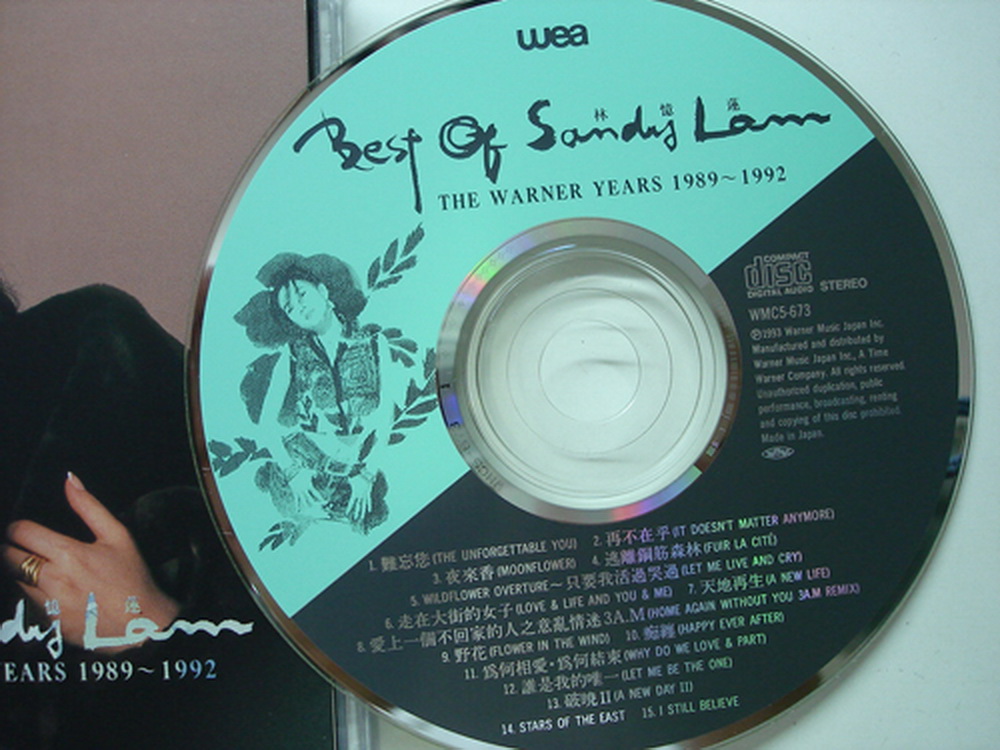 wea
林 憶 蓮
Best Of Sandy Lam
THE WARNER YEARS 1989~1992
COMPACT
disc
DIGITAL AUDIO
STEREO
WMC5-673
℗1993 Warner Music Japan Inc.
Manufactured and distributed by
Warner Music Japan Inc., A Time
Warner Company. All rights reserved.
Unauthorized duplication, public
performance, broadcasting, renting
and copying of this disc prohibited.
Made in Japan.
1. 難忘您 (THE UNFORGETTABLE YOU) 2. 再不在乎 (IT DOESN'T MATTER ANYMORE)
3. 夜來香 (MOONFLOWER) 4. 逃離鋼筋森林 (FUIR LA CITÉ)
5. WILDFLOWER OVERTURE~只要我活過哭過 (LET ME LIVE AND CRY)
6. 走在大街的女子 (LOVE & LIFE AND YOU & ME) 7. 天地再生 (A NEW LIFE)
8. 愛上一個不回家的人之意亂情迷3A.M (HOME AGAIN WITHOUT YOU 3A.M REMIX)
9. 野花 (FLOWER IN THE WIND) 10. 痴纏 (HAPPY EVER AFTER)
11. 為何相愛·為何結束 (WHY DO WE LOVE & PART)
12. 誰是我的唯一 (LET ME BE THE ONE)
13. 破曉II (A NEW DAY II)
14. STARS OF THE EAST 15. I STILL BELIEVE
憶 蓮
dy Lam
EARS 1989~1992